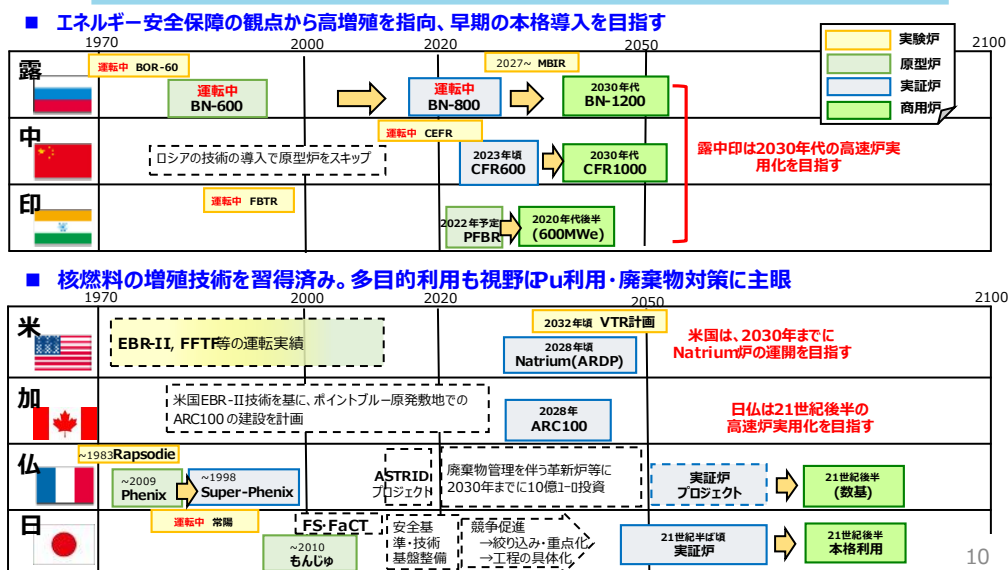 ■ エネルギー安全保障の観点から高増殖を指向、早期の本格導入を目指す
1970 2000 2020 2050 2100
実験炉
原型炉
実証炉
商用炉
露
運転中 BOR-60
運転中
BN-600
運転中
BN-800
2027~ MBIR
2030年代
BN-1200
中
ロシアの技術の導入で原型炉をスキップ
運転中 CEFR
2023年頃
CFR600
2030年代
CFR1000
露中印は2030年代の高速炉実
用化を目指す
印
運転中 FBTR
2022年予定
PFBR
2020年代後半
(600MWe)
■ 核燃料の増殖技術を習得済み。多目的利用も視野にPu利用・廃棄物対策に主眼
1970 2000 2020 2050 2100
米
EBR-II, FFTF等の運転実績
2032年頃 VTR計画
2028年頃
Natrium(ARDP)
米国は、2030年までに
Natrium炉の運開を目指す
加
米国EBR-II技術を基に、ポイントブルー原発敷地での
ARC100の建設を計画
2028年
ARC100
日仏は21世紀後半の
高速炉実用化を目指す
仏
~1983Rapsodie
~2009
Phenix
~1998
Super-Phenix
ASTRID
プロジェクト
廃棄物管理を伴う革新炉等に
2030年までに10億ユーロ投資
実証炉
プロジェクト
21世紀後半
(数基)
日
運転中 常陽
~2010
もんじゅ
FS・FaCT
安全基
準・技術
基盤整備
競争促進
→絞り込み・重点化
→工程の具体化
21世紀半ば頃
実証炉
21世紀後半
本格利用
10